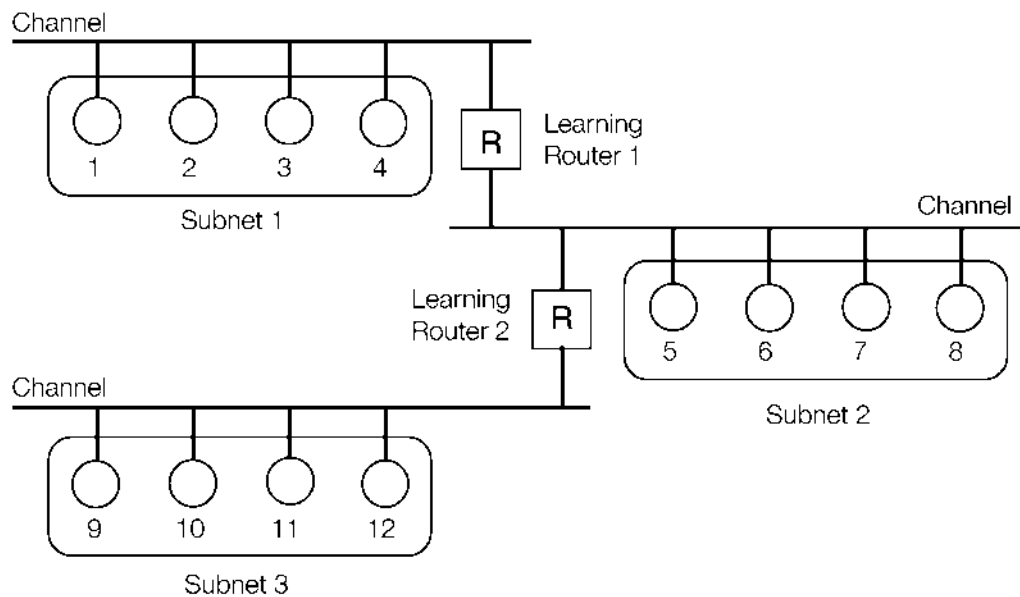 Channel
1 2 3 4
Subnet 1
R
Learning
Router 1
Channel
Learning
Router 2
R
5 6 7 8
Subnet 2
Channel
9 10 11 12
Subnet 3